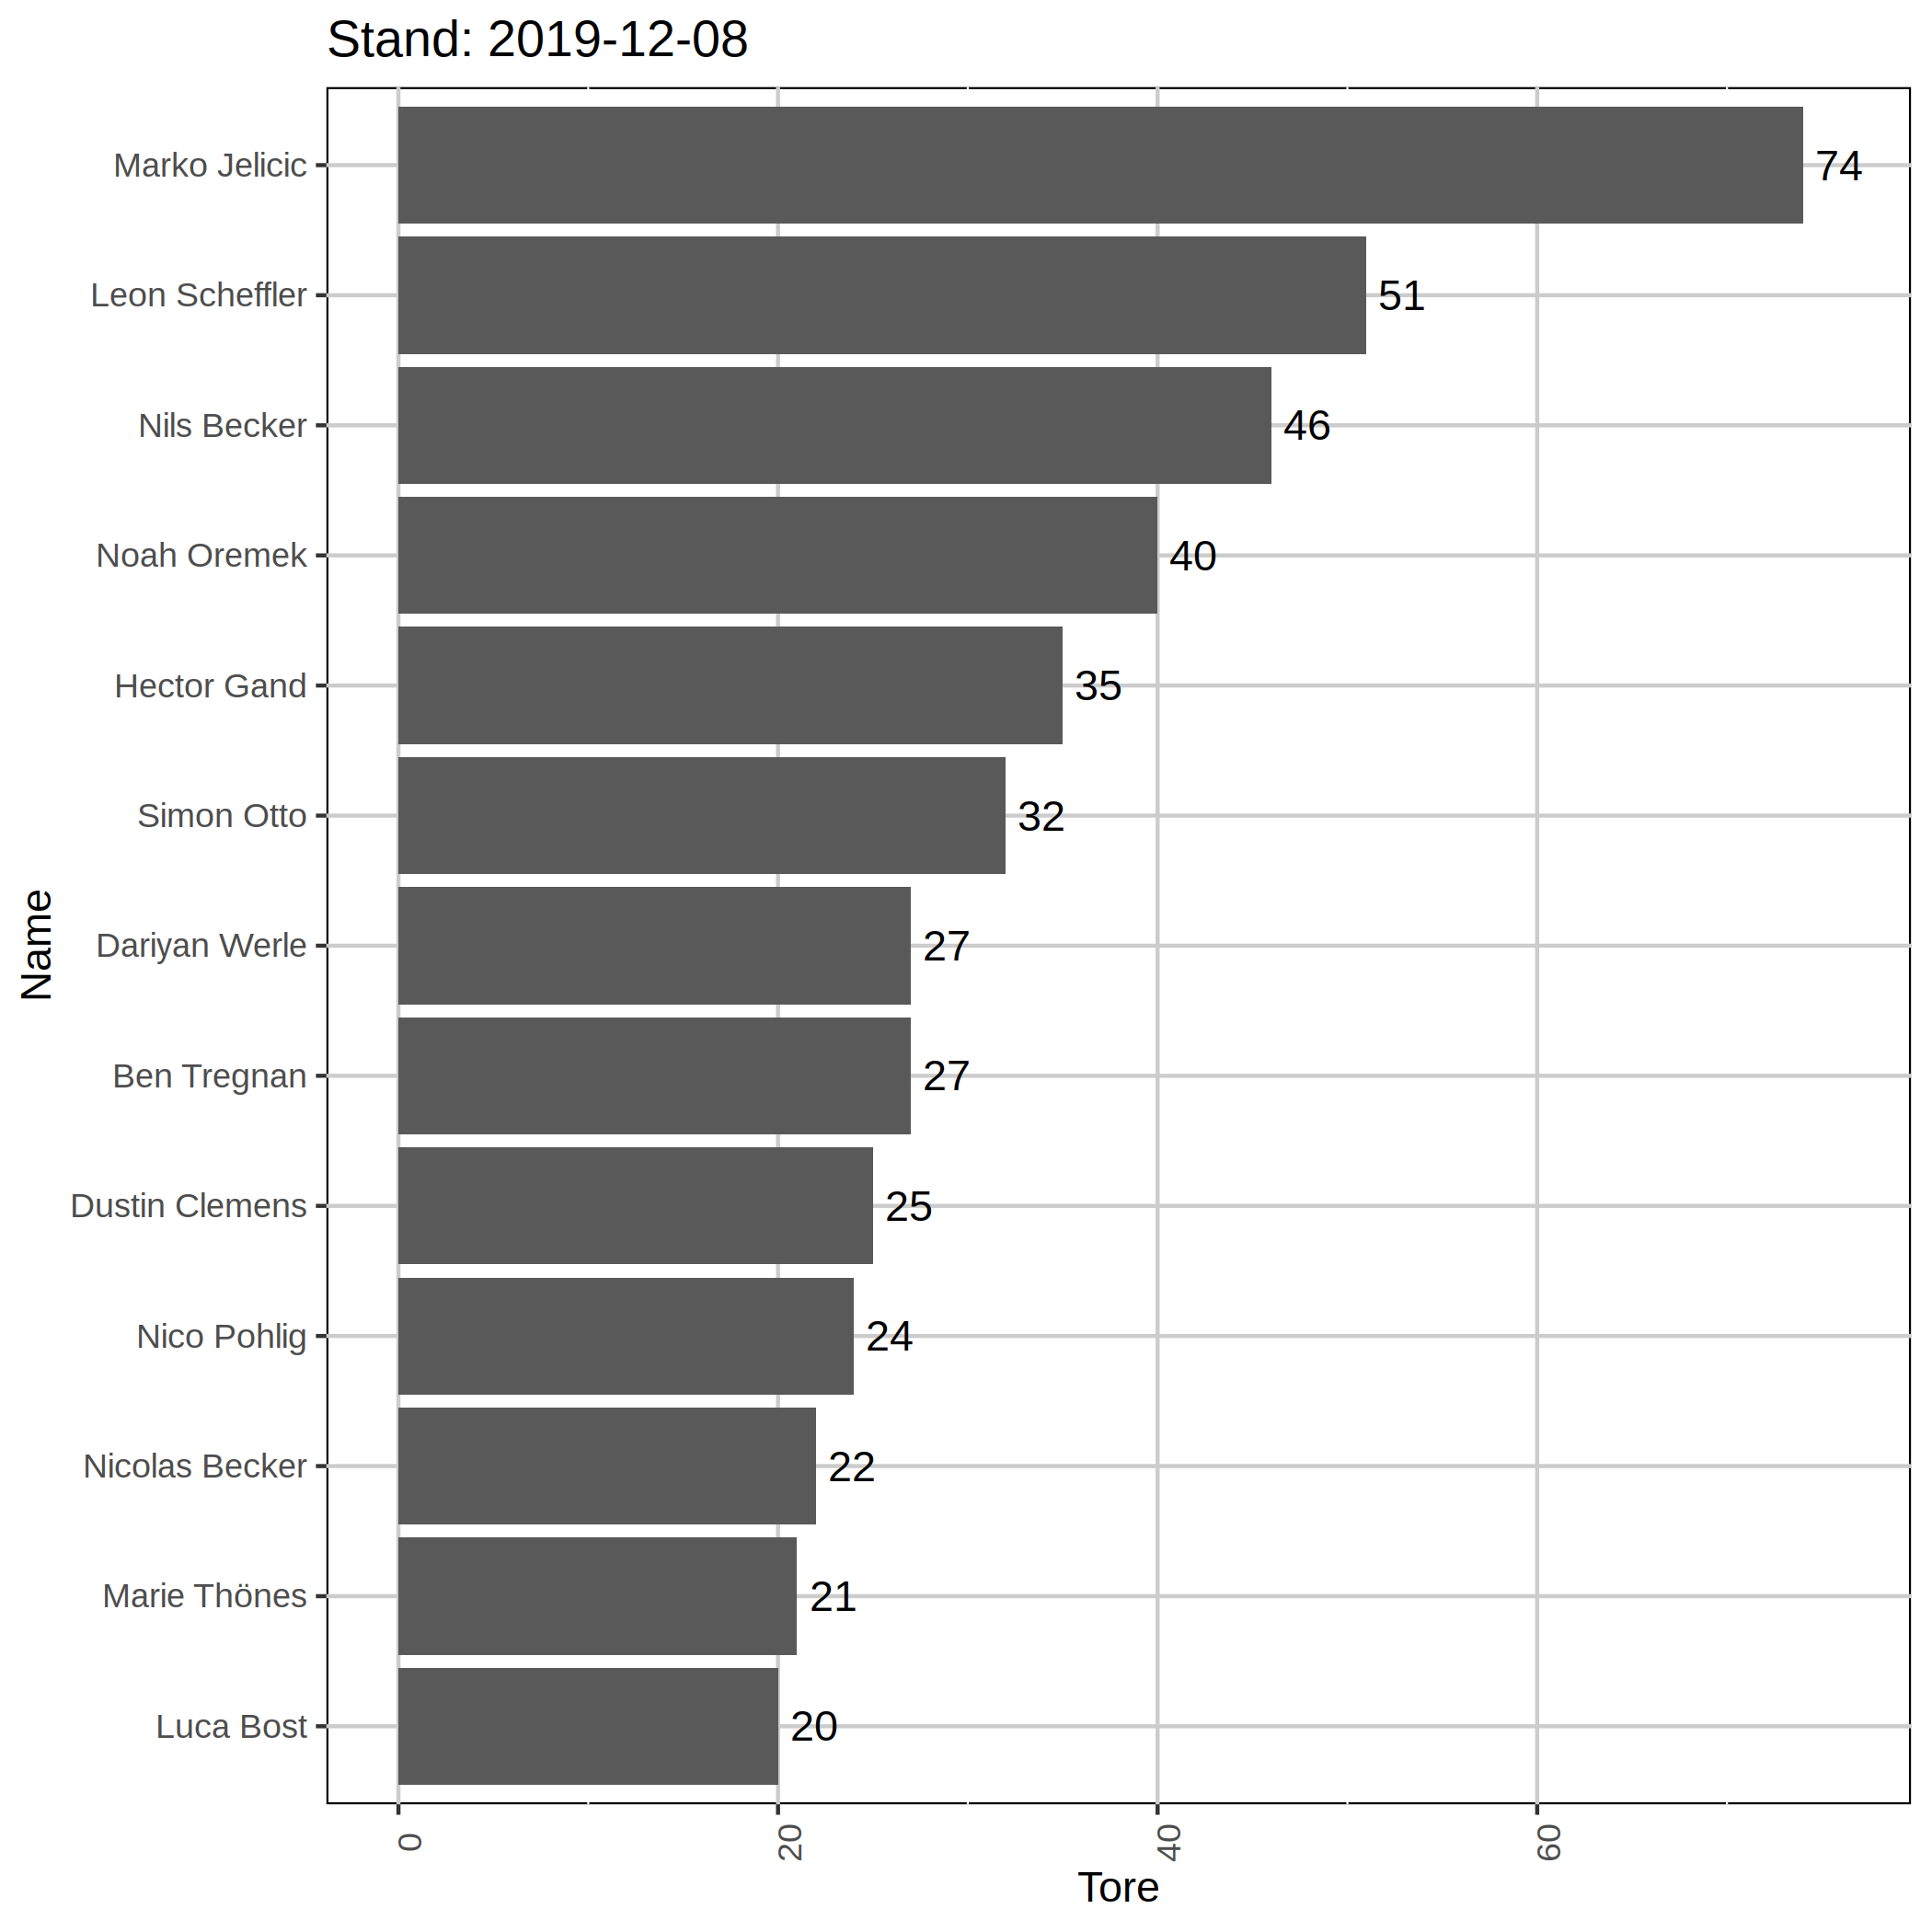 Stand: 2019-12-08
Marko Jelicic 74
Leon Scheffler 51
Nils Becker 46
Noah Oremek 40
Hector Gand 35
Simon Otto 32
Dariyan Werle 27
Ben Tregnan 27
Dustin Clemens 25
Nico Pohlig 24
Nicolas Becker 22
Marie Thönes 21
Luca Bost 20
Name
0 20 40 60
Tore